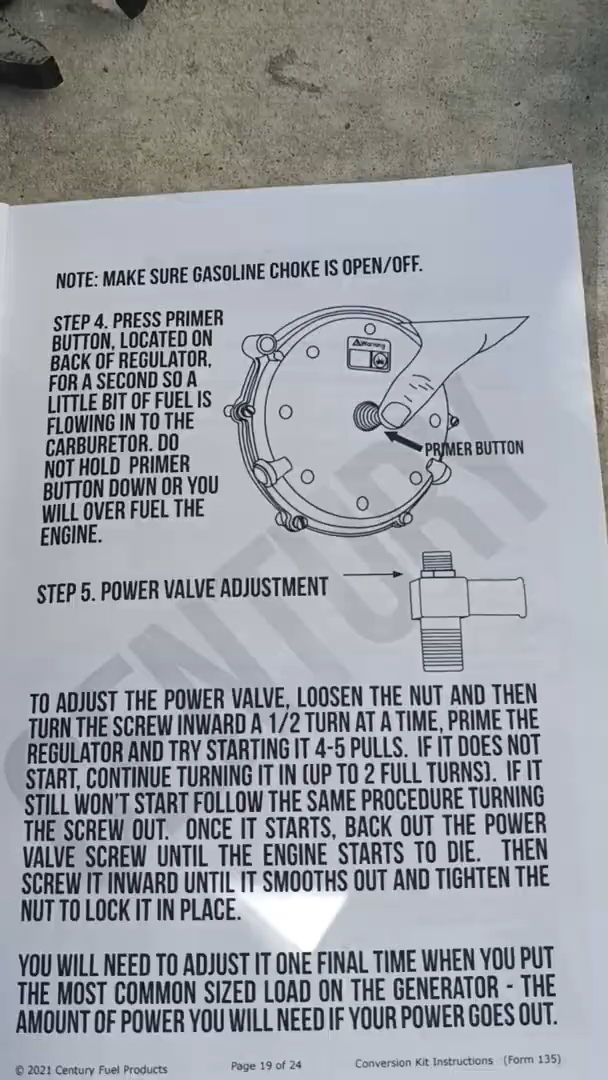 NOTE: MAKE SURE GASOLINE CHOKE IS OPEN/OFF.
STEP 4. PRESS PRIMER
BUTTON, LOCATED ON
BACK OF REGULATOR,
FOR A SECOND SO A
LITTLE BIT OF FUEL IS
FLOWING IN TO THE
CARBURETOR. DO
NOT HOLD PRIMER
BUTTON DOWN OR YOU
WILL OVER FUEL THE
ENGINE.
Warning
PRIMER BUTTON
STEP 5. POWER VALVE ADJUSTMENT
TO ADJUST THE POWER VALVE, LOOSEN THE NUT AND THEN
TURN THE SCREW INWARD A 1/2 TURN AT A TIME, PRIME THE
REGULATOR AND TRY STARTING IT 4-5 PULLS. IF IT DOES NOT
START, CONTINUE TURNING IT IN (UP TO 2 FULL TURNS). IF IT
STILL WON'T START FOLLOW THE SAME PROCEDURE TURNING
THE SCREW OUT. ONCE IT STARTS, BACK OUT THE POWER
VALVE SCREW UNTIL THE ENGINE STARTS TO DIE. THEN
SCREW IT INWARD UNTIL IT SMOOTHS OUT AND TIGHTEN THE
NUT TO LOCK IT IN PLACE.
YOU WILL NEED TO ADJUST IT ONE FINAL TIME WHEN YOU PUT
THE MOST COMMON SIZED LOAD ON THE GENERATOR - THE
AMOUNT OF POWER YOU WILL NEED IF YOUR POWER GOES OUT.
CENTURY
© 2021 Century Fuel Products Page 19 of 24 Conversion Kit Instructions (Form 135)